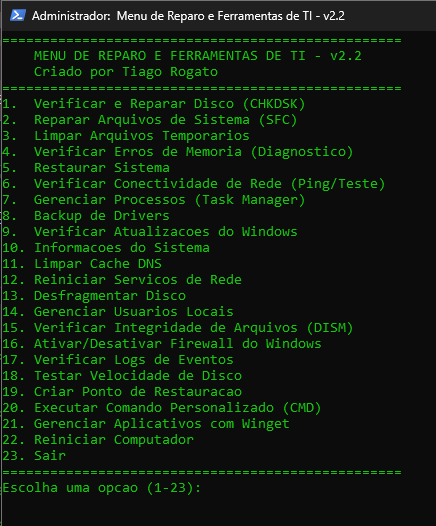 Administrador: Menu de Reparo e Ferramentas de TI - v2.2
==================================================
MENU DE REPARO E FERRAMENTAS DE TI - v2.2
Criado por Tiago Rogato
==================================================
1.  Verificar e Reparar Disco (CHKDSK)
2.  Reparar Arquivos de Sistema (SFC)
3.  Limpar Arquivos Temporarios
4.  Verificar Erros de Memoria (Diagnostico)
5.  Restaurar Sistema
6.  Verificar Conectividade de Rede (Ping/Teste)
7.  Gerenciar Processos (Task Manager)
8.  Backup de Drivers
9.  Verificar Atualizacoes do Windows
10. Informacoes do Sistema
11. Limpar Cache DNS
12. Reiniciar Servicos de Rede
13. Desfragmentar Disco
14. Gerenciar Usuarios Locais
15. Verificar Integridade de Arquivos (DISM)
16. Ativar/Desativar Firewall do Windows
17. Verificar Logs de Eventos
18. Testar Velocidade de Disco
19. Criar Ponto de Restauracao
20. Executar Comando Personalizado (CMD)
21. Gerenciar Aplicativos com Winget
22. Reiniciar Computador
23. Sair
==================================================
Escolha uma opcao (1-23):